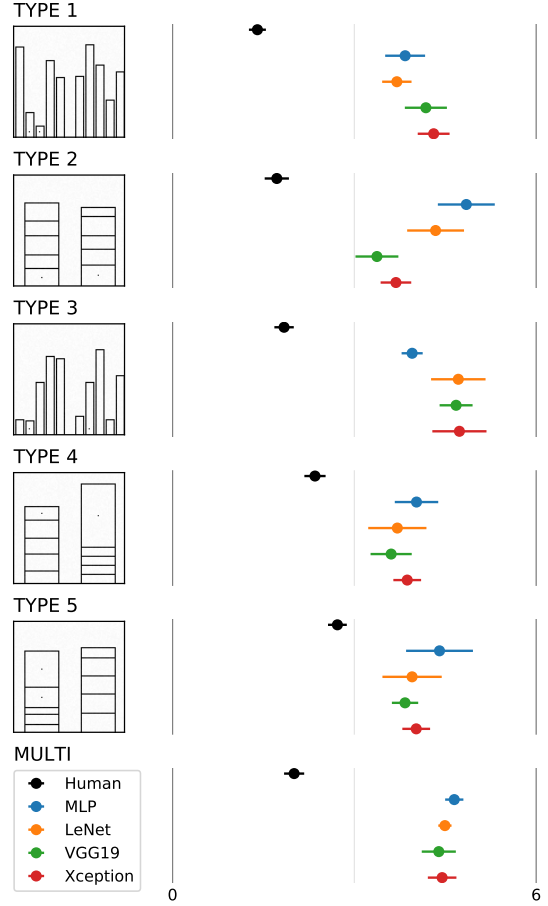 TYPE 1
TYPE 2
TYPE 3
TYPE 4
TYPE 5
MULTI
Human
MLP
LeNet
VGG19
Xception
0 6